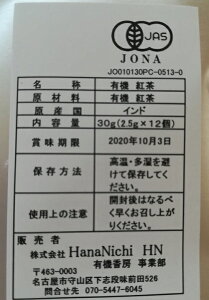 JAS
JONA
JO010130PC-0513-0
名称 有機 紅茶
原材料 有機 紅茶
原産国 インド
内容量 30g(2.5g×12個)
賞味期限 2020年10月3日
保存方法 高温・多湿を避
けて保存してく
ださい。
使用上の注意 開封後はなるべ
く早くお召し上が
りください。
販売者
株式会社 HanaNichi HN
有機香房 事業部
〒463-0003
名古屋市守山区下志段味前田526
問合せ先 070-5447-6045